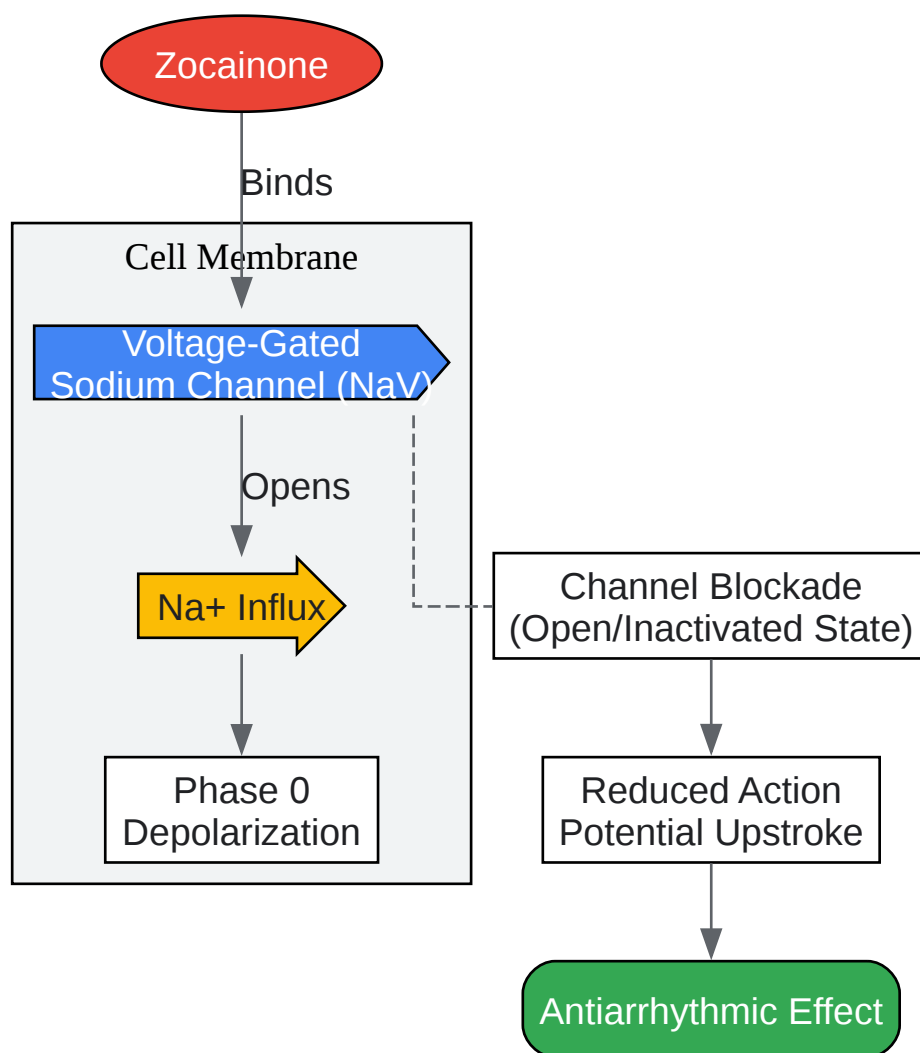 Zocainone
Binds
Cell Membrane
Voltage-Gated
Sodium Channel (NaV)
Opens
Na+ Influx
Phase 0
Depolarization
Channel Blockade
(Open/Inactivated State)
Reduced Action
Potential Upstroke
Antiarrhythmic Effect